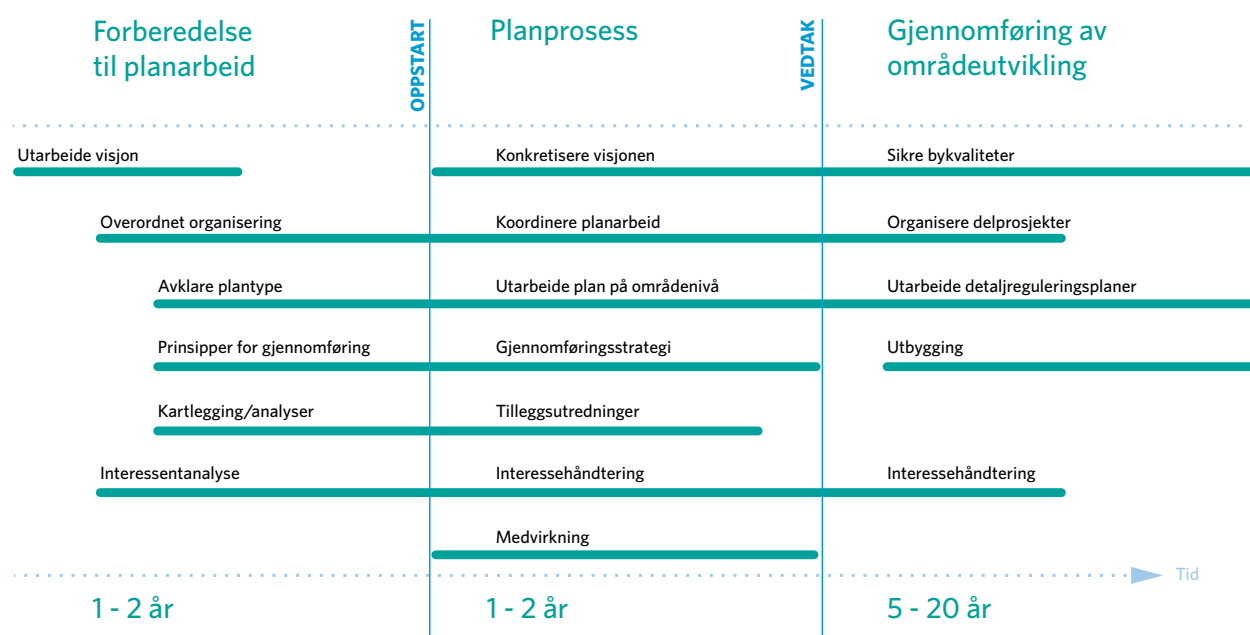 Forberedelse
til planarbeid
OPPSTART
Planprosess
VEDTAK
Gjennomføring av
områdeutvikling
Utarbeide visjon
Konkretisere visjonen
Sikre bykvaliteter
Overordnet organisering
Koordinere planarbeid
Organisere delprosjekter
Avklare plantype
Utarbeide plan på områdenivå
Utarbeide detaljreguleringsplaner
Prinsipper for gjennomføring
Gjennomføringsstrategi
Utbygging
Kartlegging/analyser
Tilleggsutredninger
Interessentanalyse
Interessehåndtering
Interessehåndtering
Medvirkning
Tid
1 - 2 år
1 - 2 år
5 - 20 år